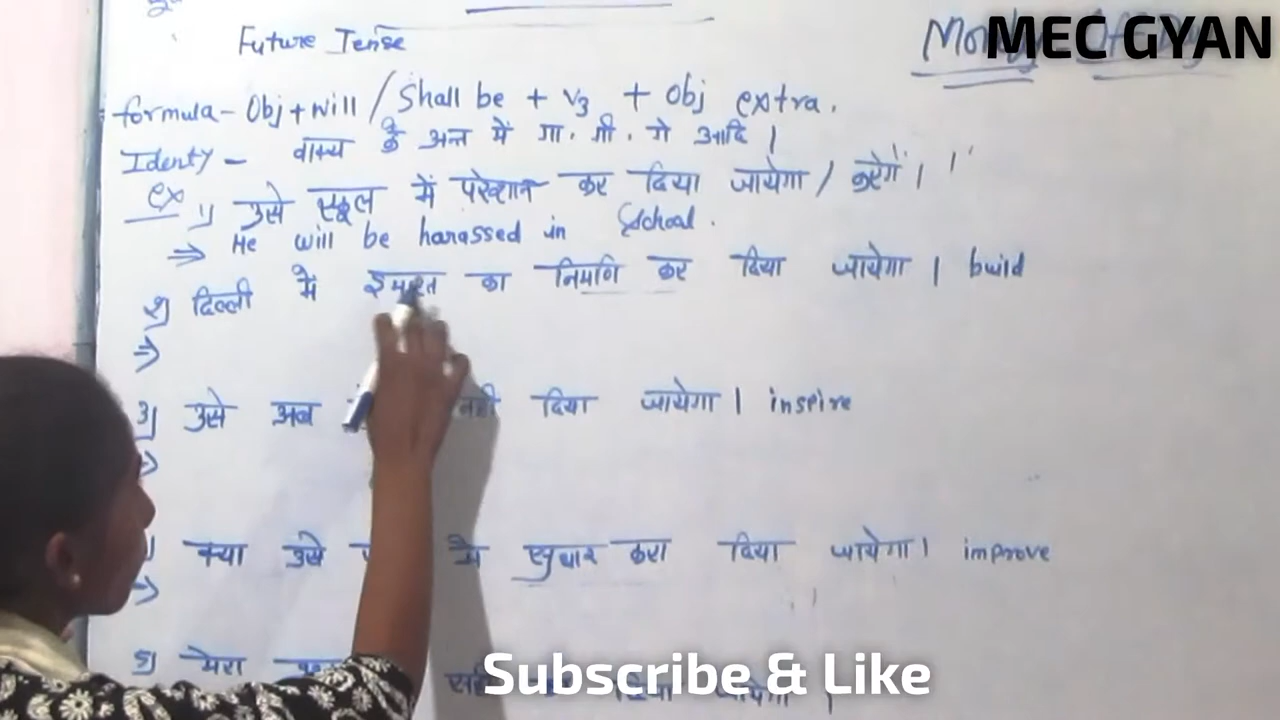 MEC GYAN
Future Tense
formula - Obj + will / Shall be + V3 + Obj extra.
Identy - वाक्य के अन्त में गा. गी. गे आदि |
ex 1) उसे स्कूल में परेशान कर दिया जायेगा / करेगें |
⇒ He will be harassed in School.
2) दिल्ली में इमारत का निर्माण कर दिया जायेगा | build
⇒
3) उसे अब नही दिया जायेगा | inspire
⇒
क्या उसे मै सुधार करा दिया जायेगा | improve
⇒
5) मेरा दिया जायेगा |
Subscribe & Like